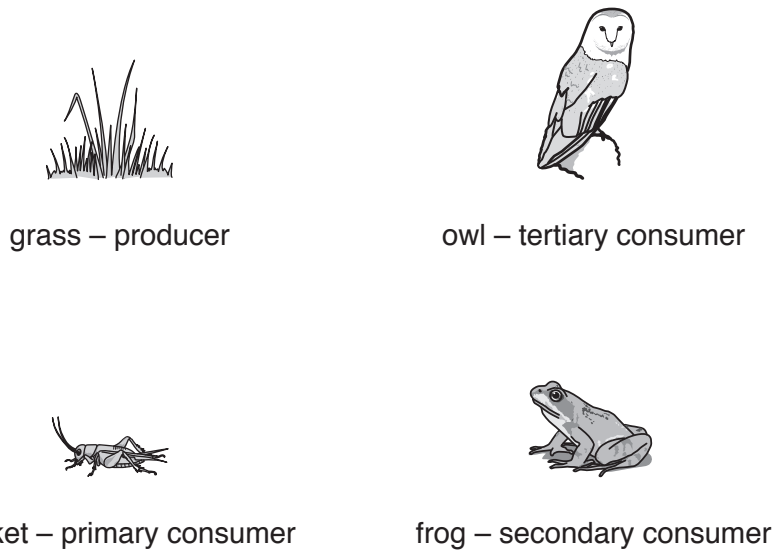 grass – producer
owl – tertiary consumer
ket – primary consumer
frog – secondary consumer